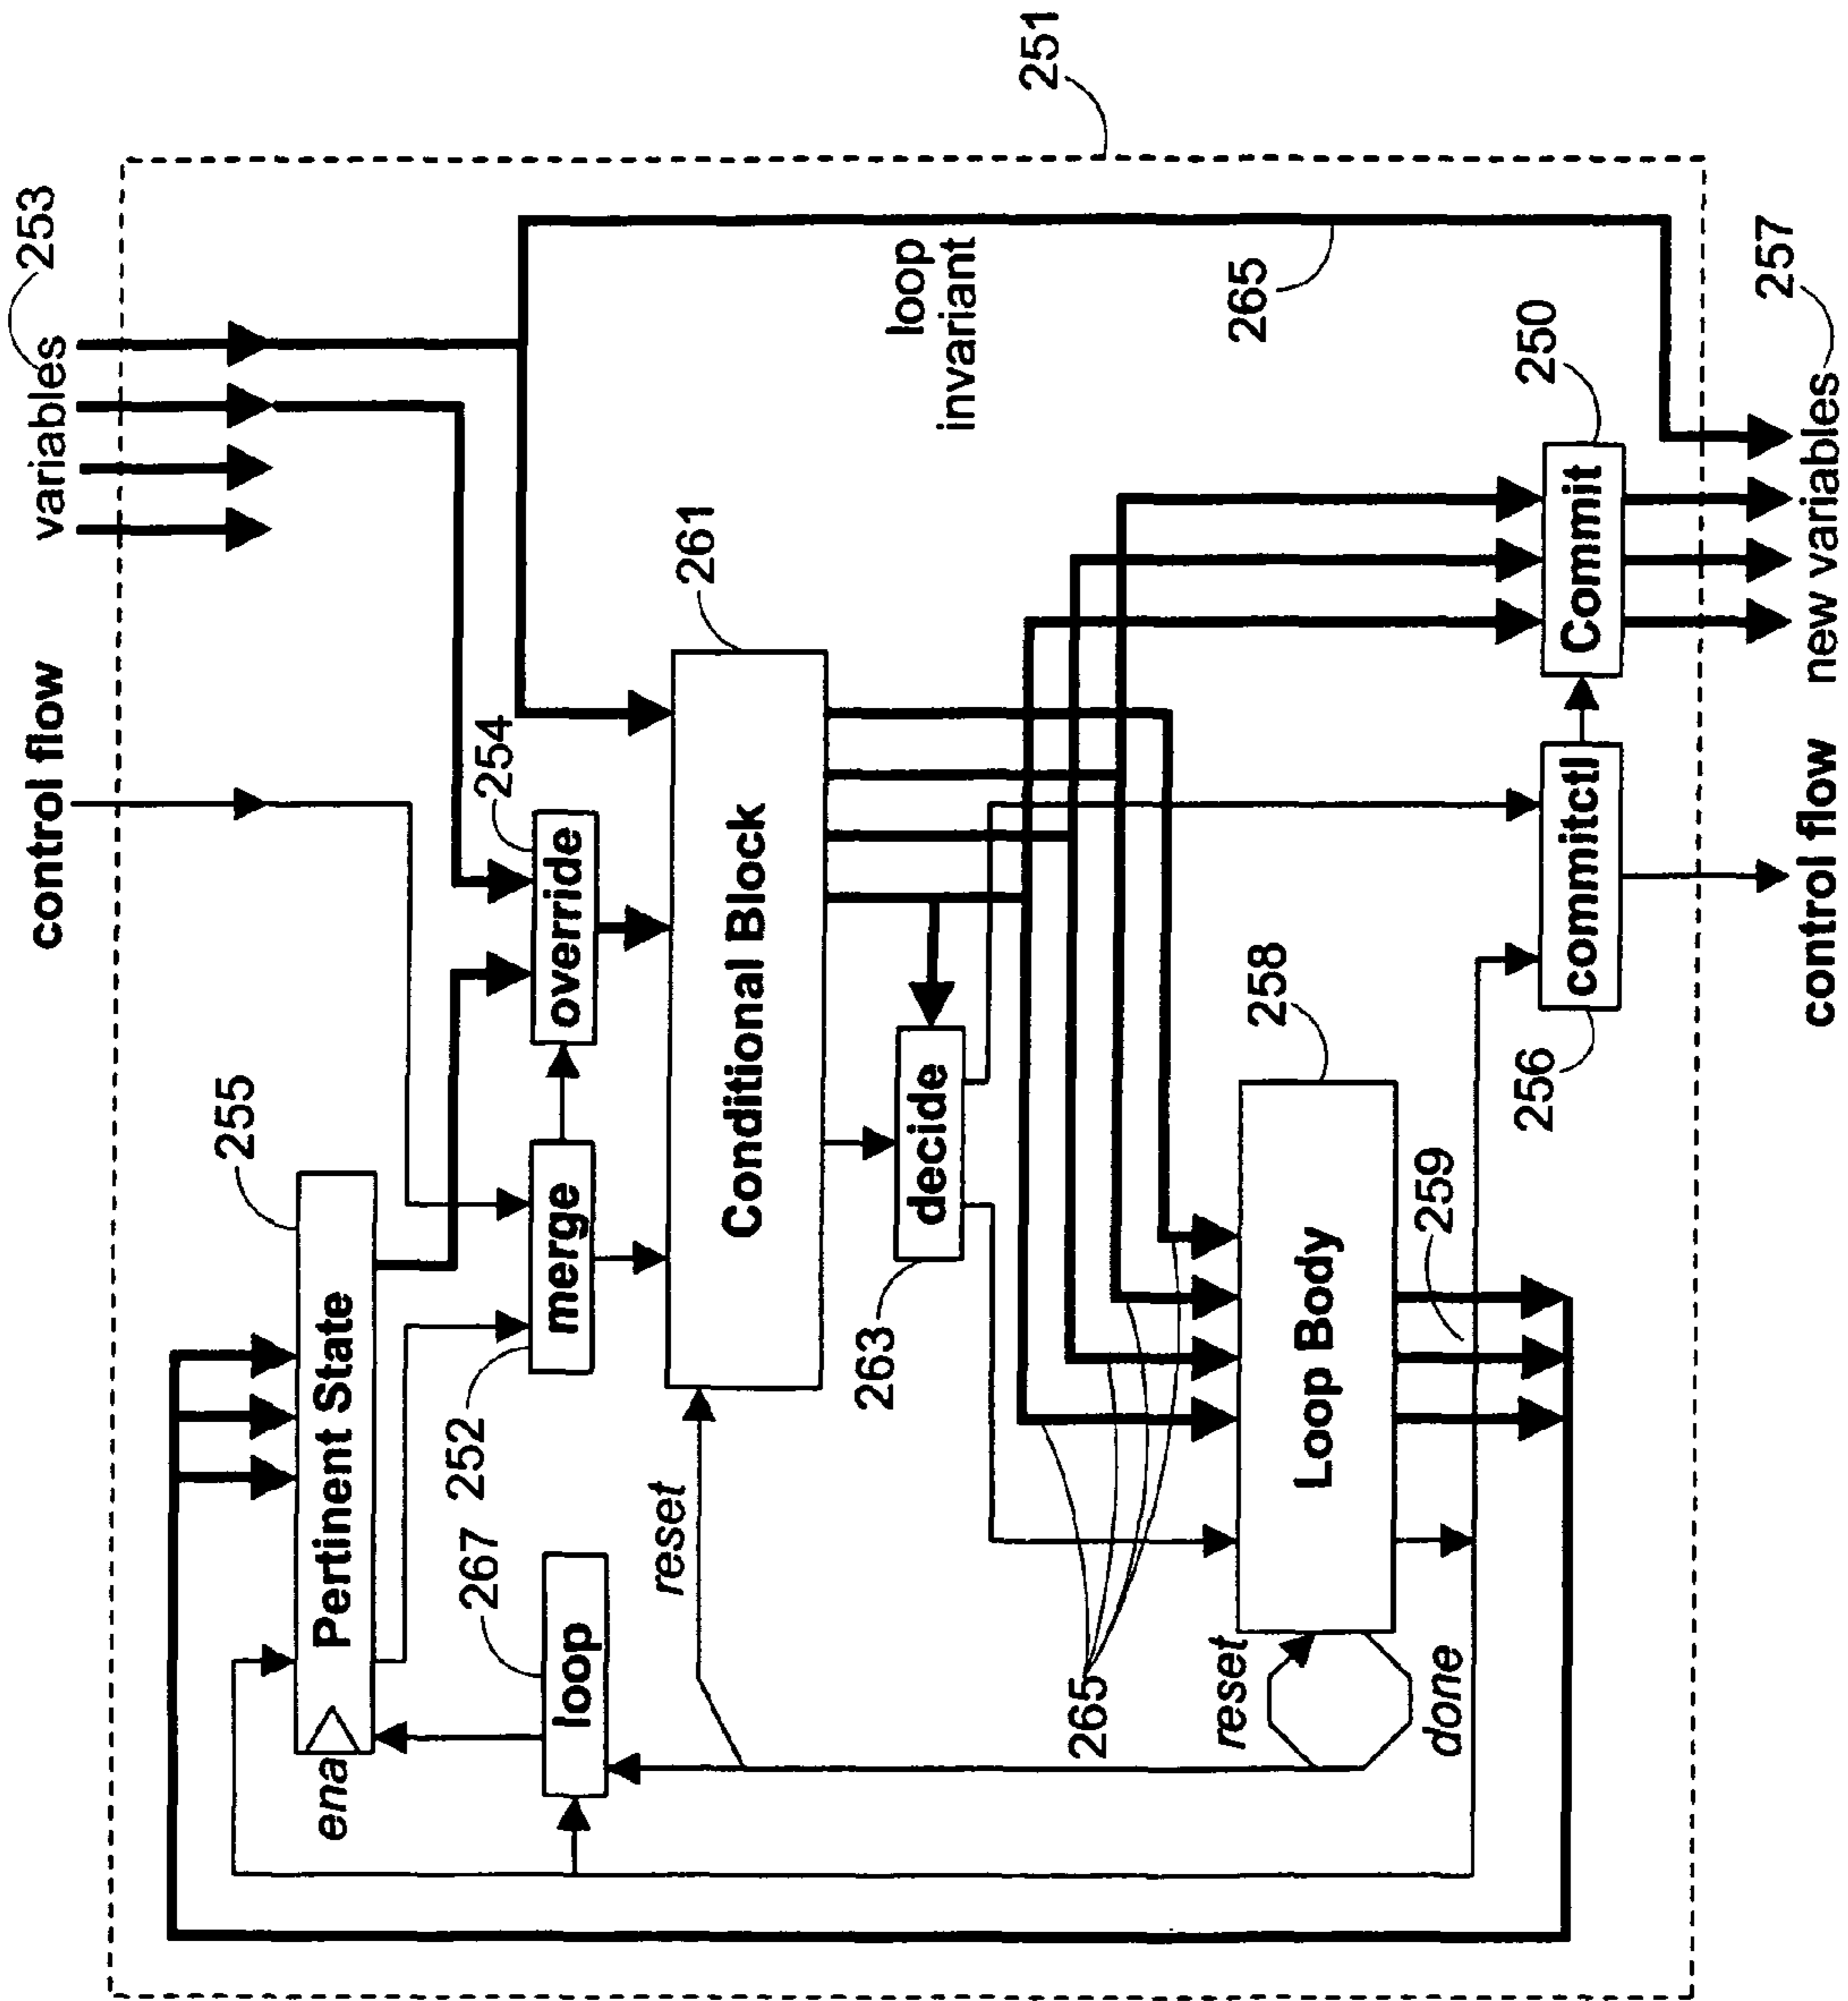 control flow
variables
253
251
255
Pertinent State
ena
254
override
merge
252
267
loop
reset
261
Conditional Block
loop
invariant
265
decide
263
258
Loop Body
reset
265
259
done
250
Commit
commitctl
256
control flow
new variables
257